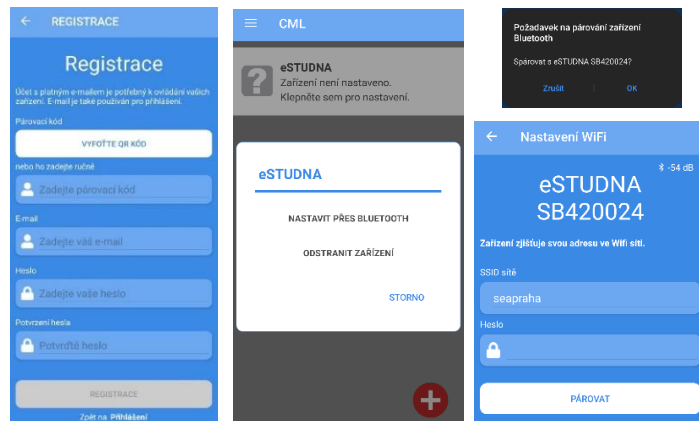 REGISTRACE
Registrace
Účet s platným e-mailem je potřebný k ovládání vašich
zařízení. E-mail je také používán pro přihlášení.
Párovací kód
VYFOŤTE QR KÓD
nebo ho zadejte ručně
Zadejte párovací kód
E-mail
Zadejte váš e-mail
Heslo
Zadejte vaše heslo
Potvrzení hesla
Potvrďtě heslo
REGISTRACE
Zpět na Přihlášení
CML
eSTUDNA
Zařízení není nastaveno.
Klepněte sem pro nastavení.
eSTUDNA
NASTAVIT PŘES BLUETOOTH
ODSTRANIT ZAŘÍZENÍ
STORNO
Požadavek na párování zařízení
Bluetooth
Spárovat s eSTUDNA SB420024?
Zrušit
OK
Nastavení WiFi
-54 dB
eSTUDNA
SB420024
Zařízení zjišťuje svou adresu ve Wifi síti.
SSID sítě
seapraha
Heslo
PÁROVAT